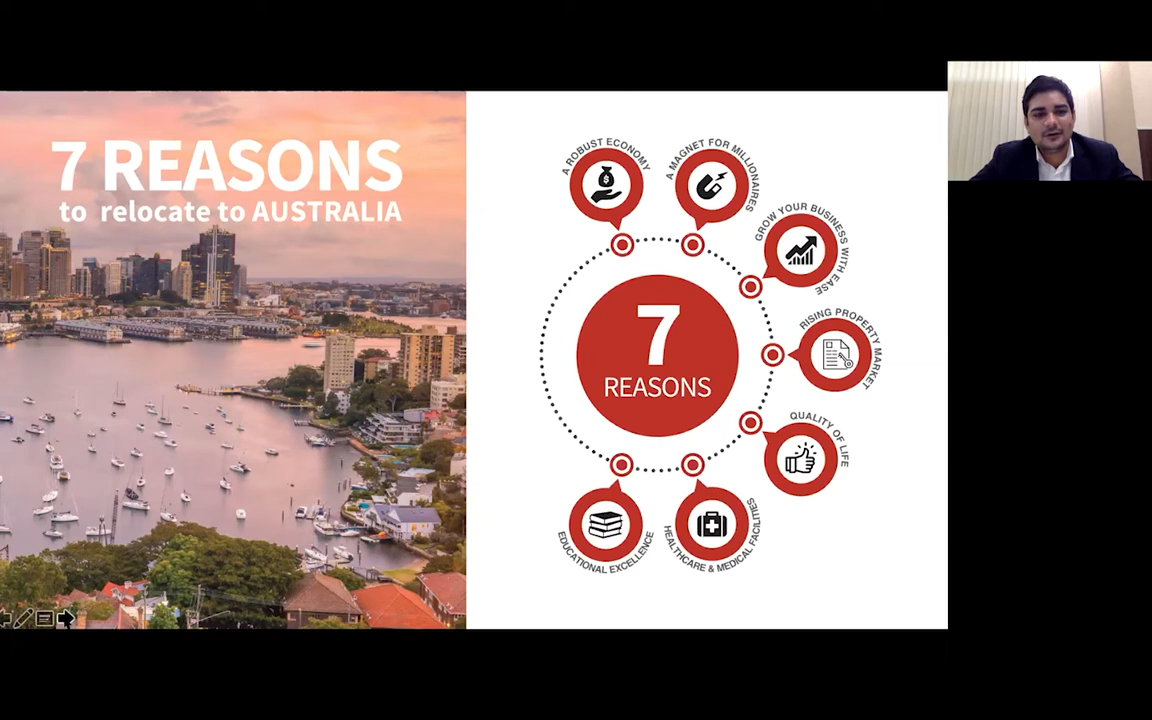 7 REASONS
to relocate to AUSTRALIA
A ROBUST ECONOMY
A MAGNET FOR MILLIONAIRES
GROW YOUR BUSINESS WITH EASE
RISING PROPERTY MARKET
QUALITY OF LIFE
HEALTHCARE & MEDICAL FACILITIES
EDUCATIONAL EXCELLENCE
7
REASONS